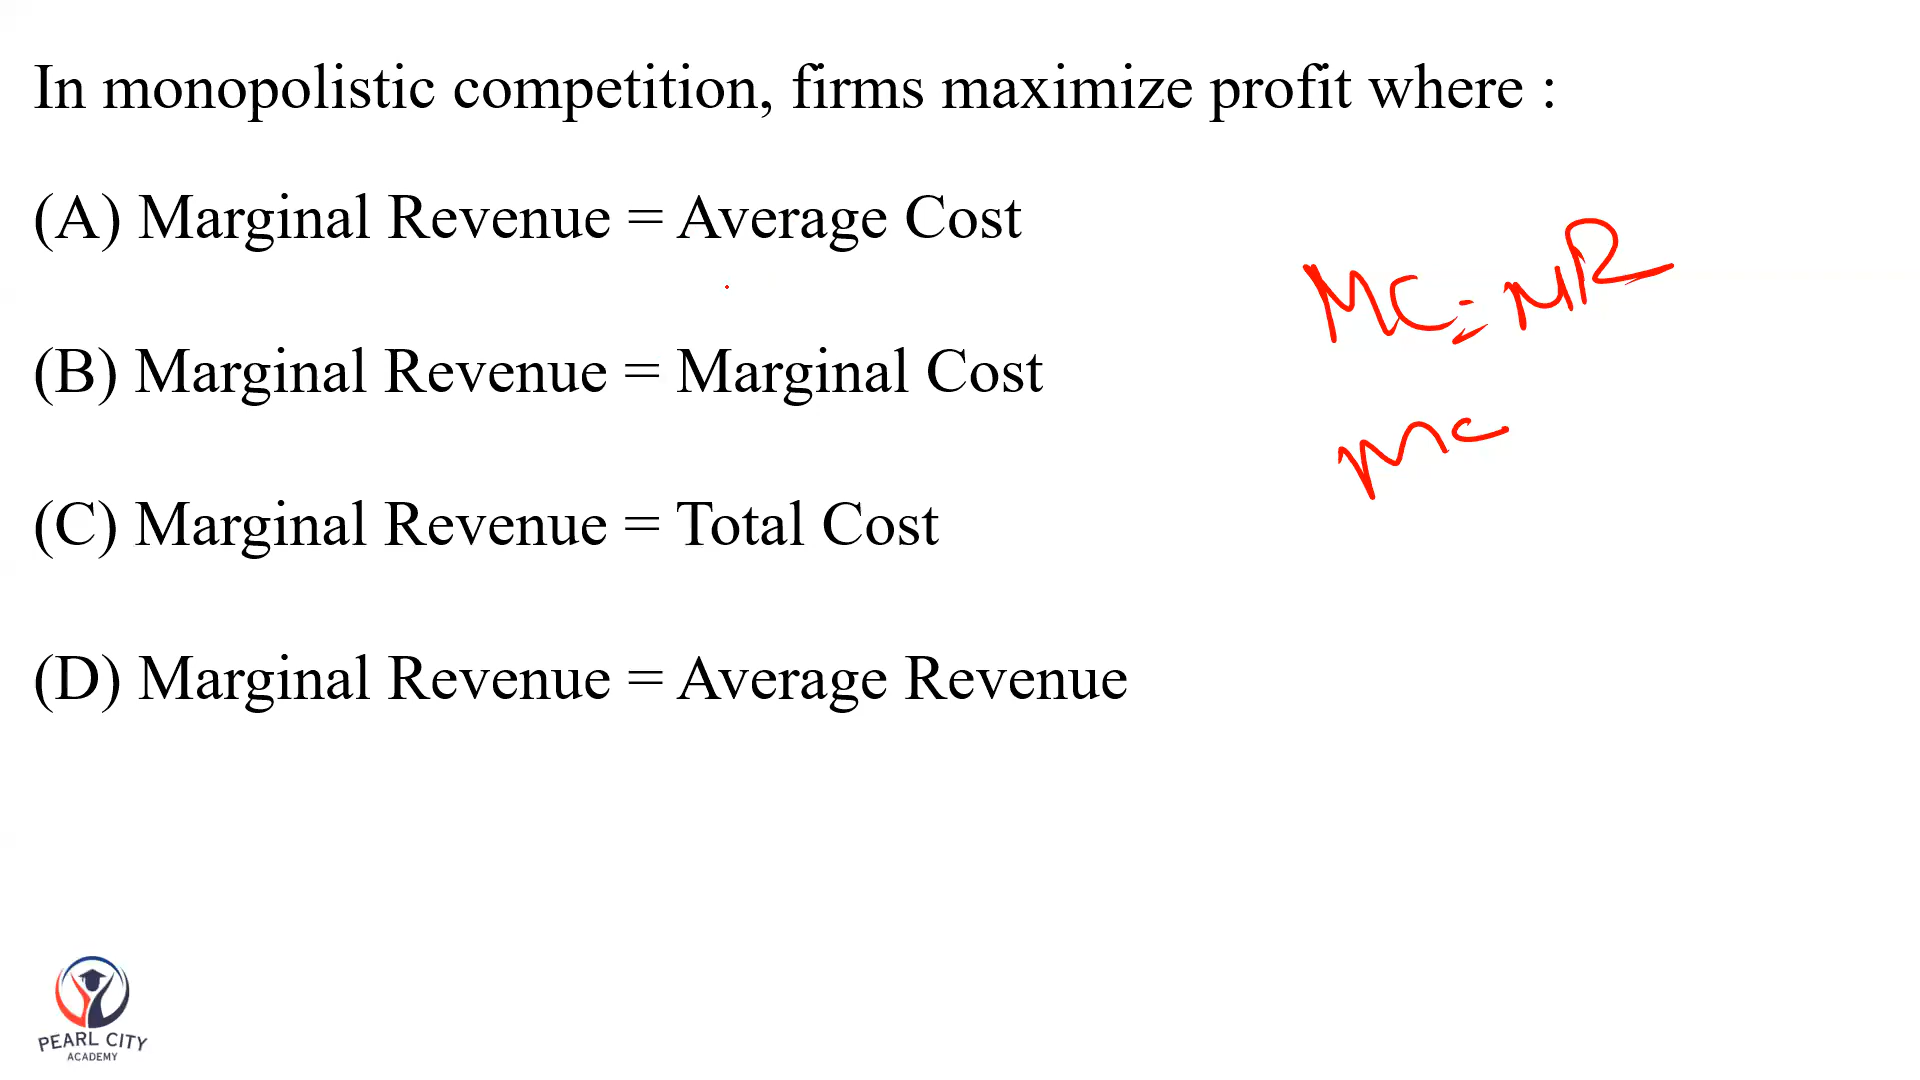 In monopolistic competition, firms maximize profit where :
(A) Marginal Revenue = Average Cost
(B) Marginal Revenue = Marginal Cost
(C) Marginal Revenue = Total Cost
(D) Marginal Revenue = Average Revenue
MC = MR
MC
PEARL CITY
ACADEMY